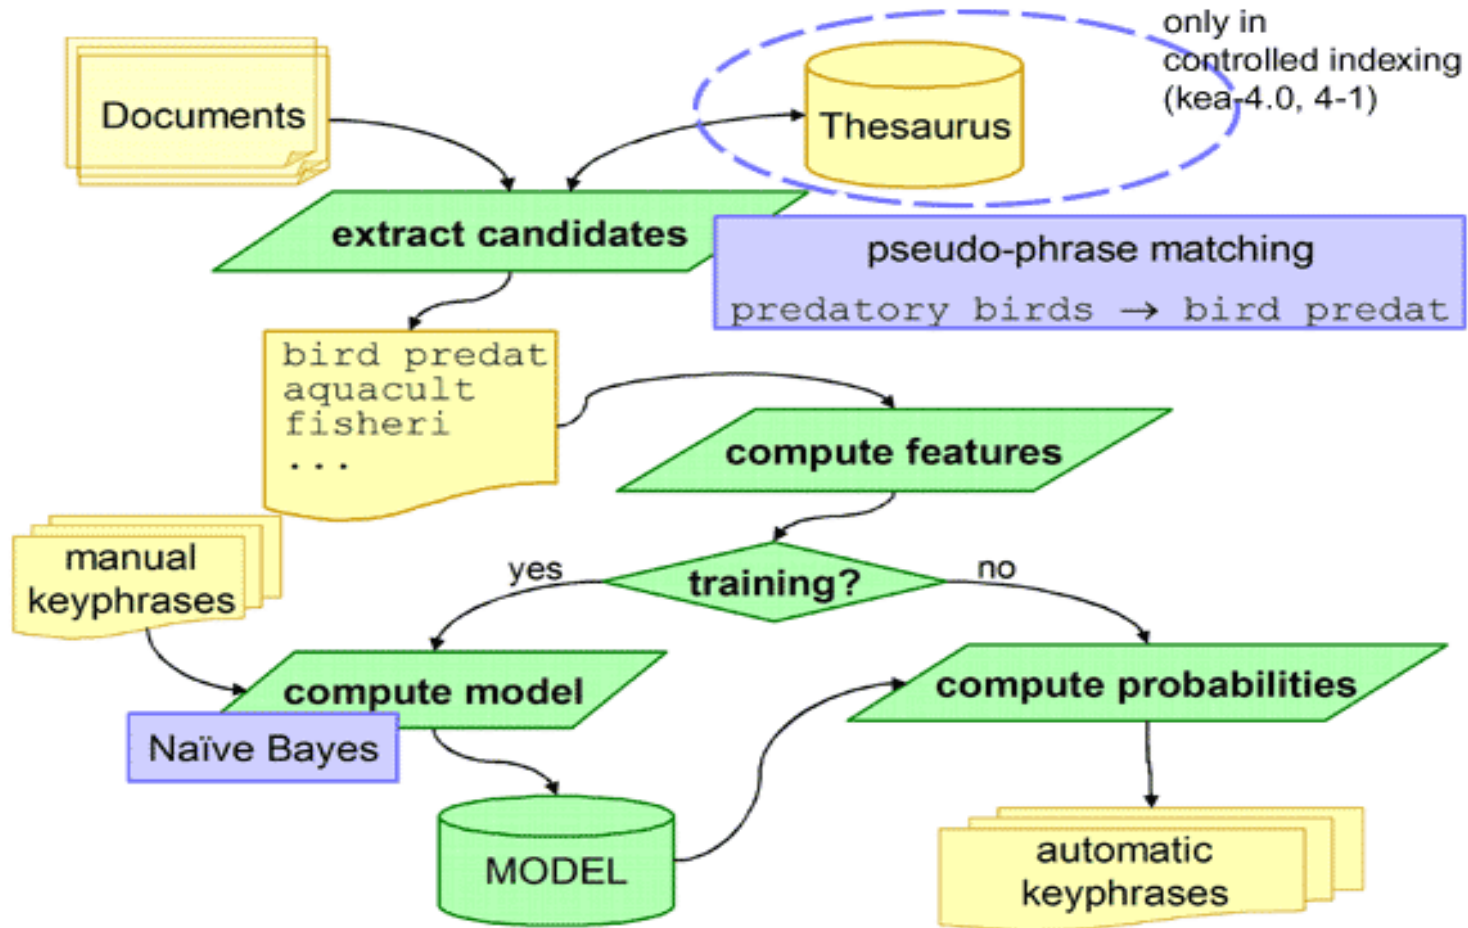 only in
controlled indexing
(kea-4.0, 4-1)
Documents
Thesaurus
extract candidates
pseudo-phrase matching
predatory birds → bird predat
bird predat
aquacult
fisheri
...
compute features
manual
keyphrases
yes
training?
no
compute model
compute probabilities
Naïve Bayes
MODEL
automatic
keyphrases